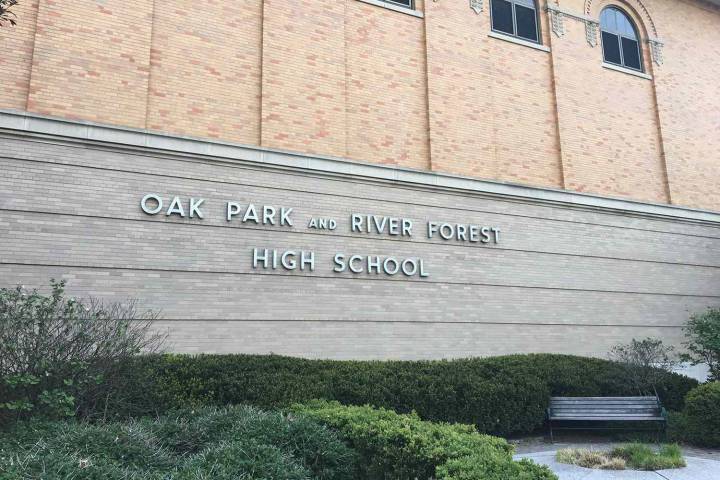 OAK PARK AND RIVER FOREST
HIGH SCHOOL